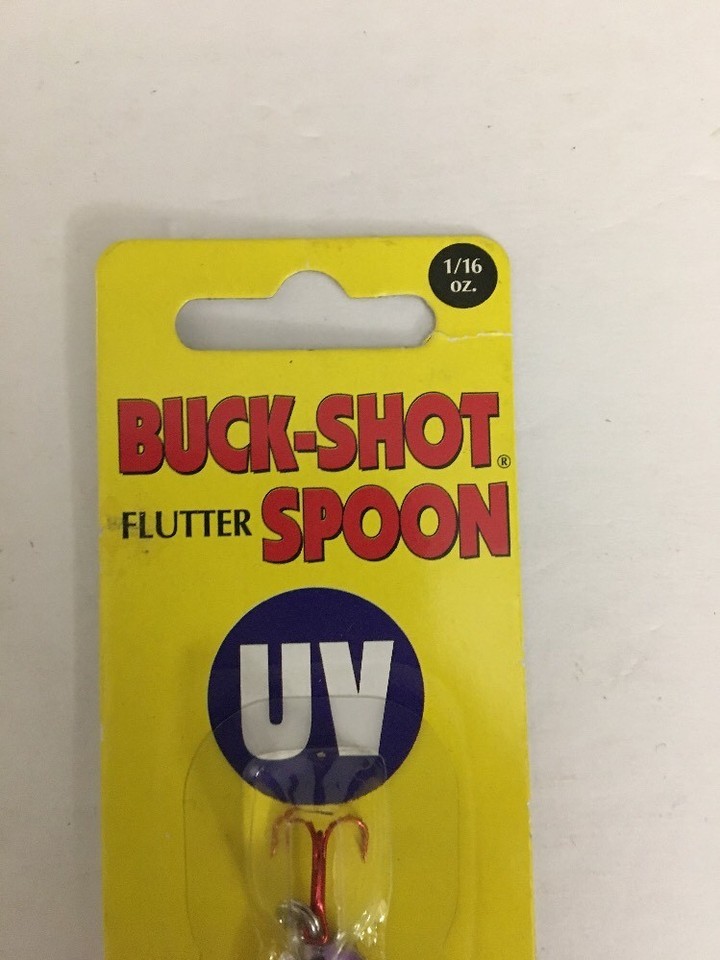 1/16
OZ.
BUCK-SHOT®
FLUTTER SPOON
UV